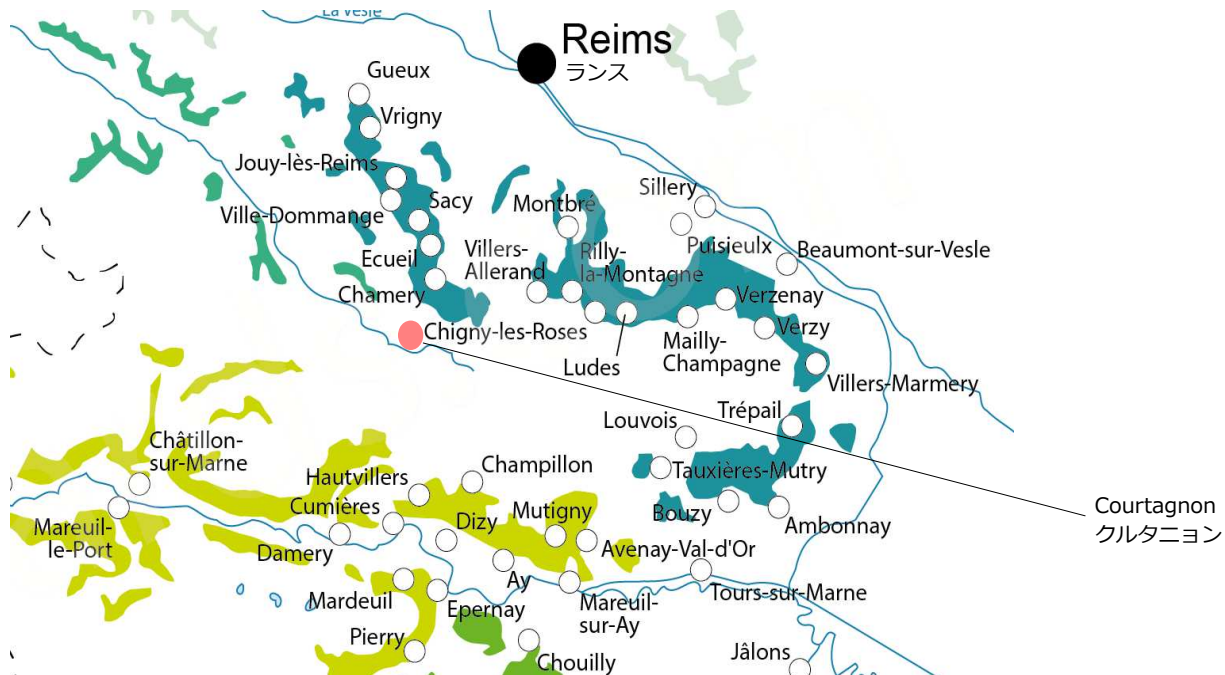 La Vesle
Reims
ランス
Gueux
Vrigny
Jouy-lès-Reims
Sacy
Ville-Dommange
Ecueil
Chamery
Chigny-les-Roses
Montbré
Villers-
Allerand
Rilly-
la-Montagne
Sillery
Puisieulx
Beaumont-sur-Vesle
Verzenay
Verzy
Mailly-
Champagne
Ludes
Villers-Marmery
Trépail
Louvois
Tauxières-Mutry
Bouzy
Ambonnay
Courtagnon
クルタニョン
Châtillon-
sur-Marne
Hautvillers
Champillon
Cumières
Dizy
Mutigny
Mareuil-
le-Port
Damery
Avenay-Val-d'Or
Ay
Mardeuil
Epernay
Mareuil-
sur-Ay
Tours-sur-Marne
Pierry
Chouilly
Jâlons